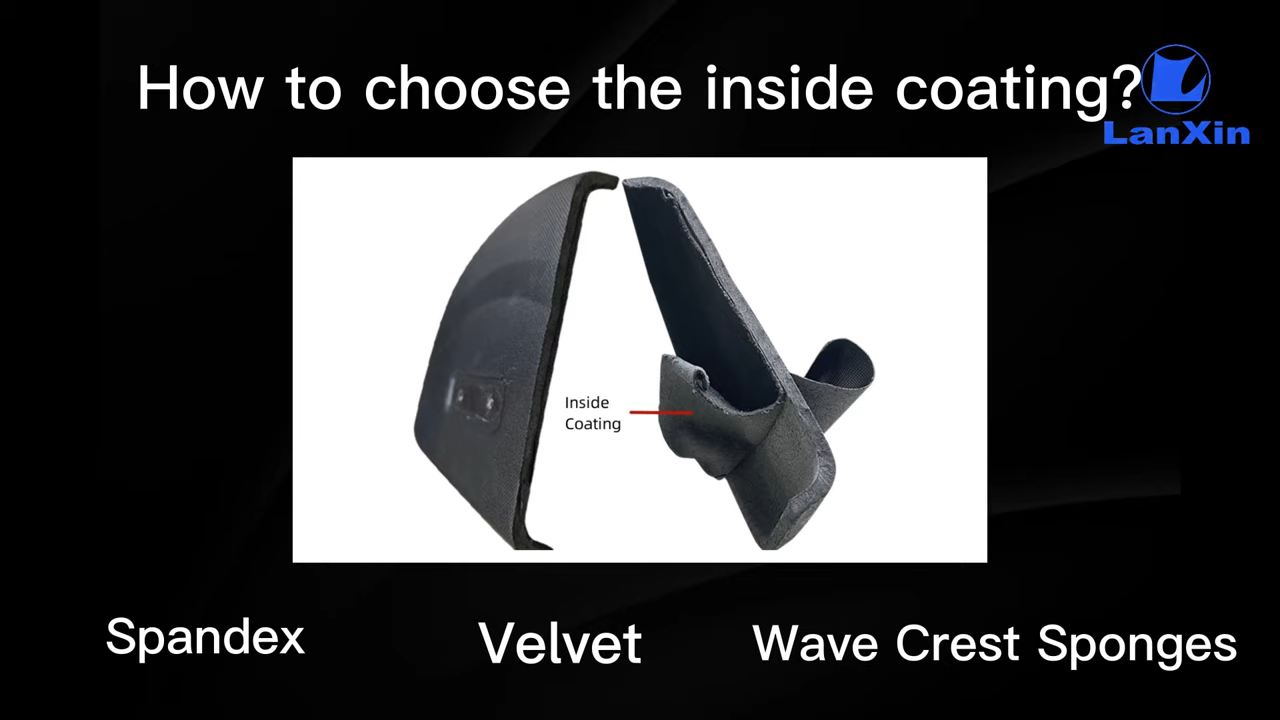 How to choose the inside coating?
LanXin
Inside
Coating
Spandex
Velvet
Wave Crest Sponges